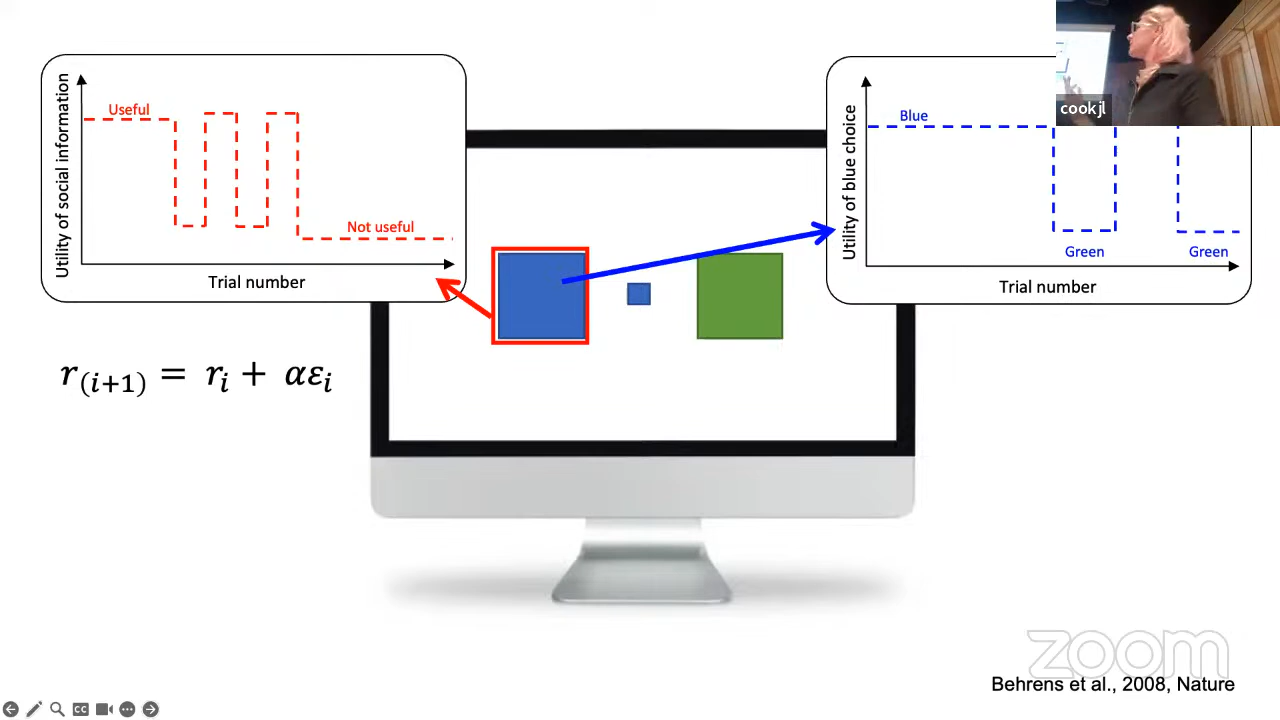 Utility of social information
Useful
Not useful
Trial number
cookjl
Utility of blue choice
Blue
Green
Green
Trial number
r(i+1) = ri + αεi
zoom
Behrens et al., 2008, Nature
CC